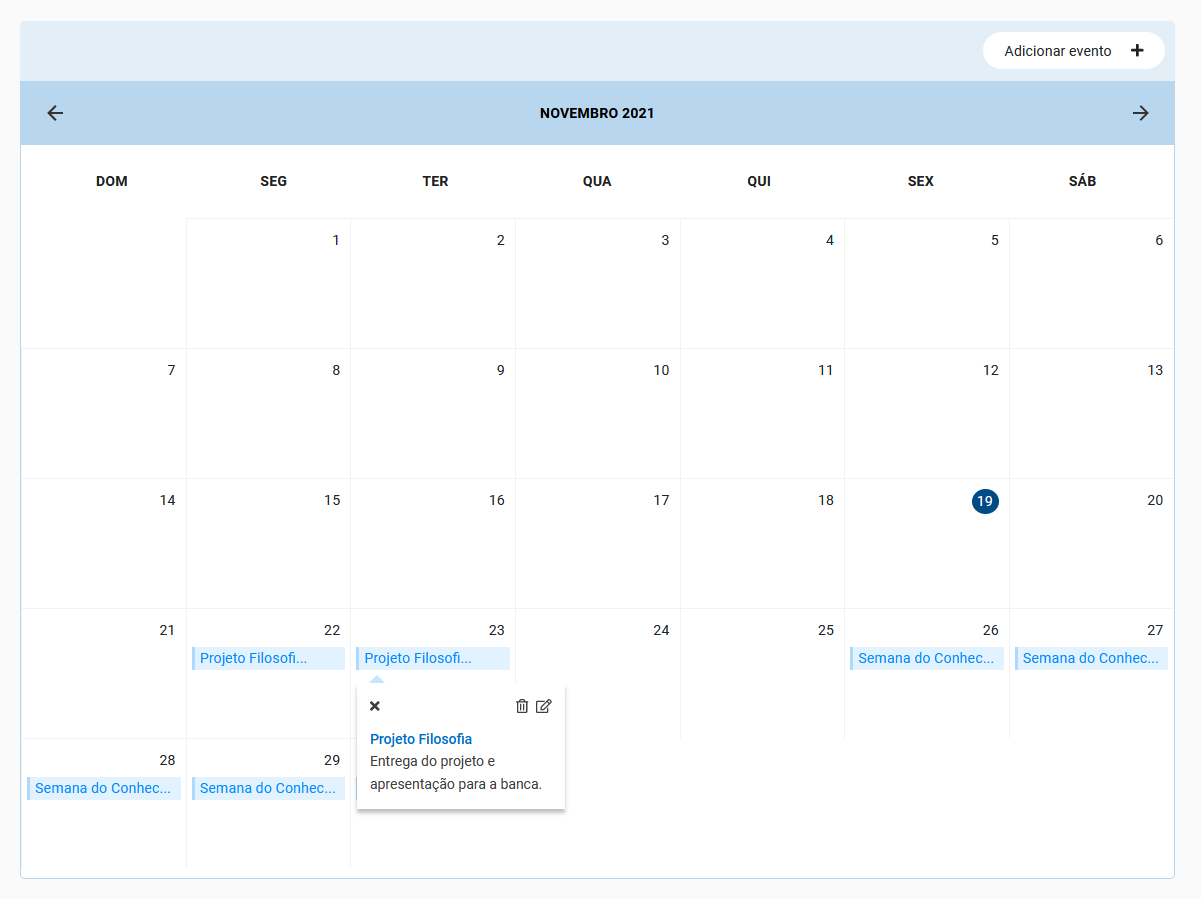 Adicionar evento
NOVEMBRO 2021
DOM SEG TER QUA QUI SEX SÁB
1 2 3 4 5 6
7 8 9 10 11 12 13
14 15 16 17 18 19 20
21 22 23 24 25 26 27
Projeto Filosofi... Projeto Filosofi... Semana do Conhec... Semana do Conhec...
28 29
Semana do Conhec... Semana do Conhec...
Projeto Filosofia
Entrega do projeto e
apresentação para a banca.